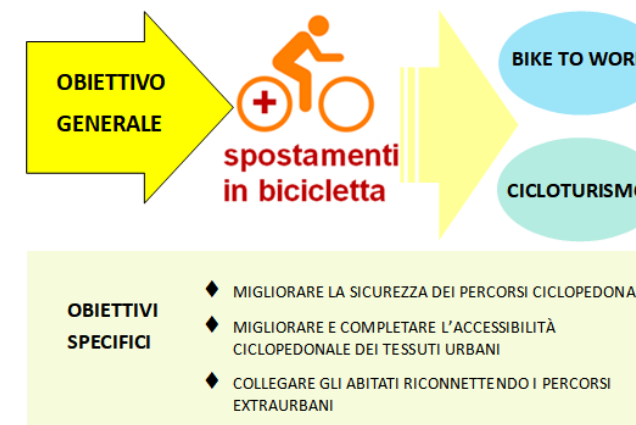 OBIETTIVO
GENERALE
+
spostamenti
in bicicletta
BIKE TO WOR
CICLOTURISMO
OBIETTIVI
SPECIFICI
♦ MIGLIORARE LA SICUREZZA DEI PERCORSI CICLOPEDONA
♦ MIGLIORARE E COMPLETARE L'ACCESSIBILITÀ
CICLOPEDONALE DEI TESSUTI URBANI
♦ COLLEGARE GLI ABITATI RICONNETTENDO I PERCORSI
EXTRAURBANI